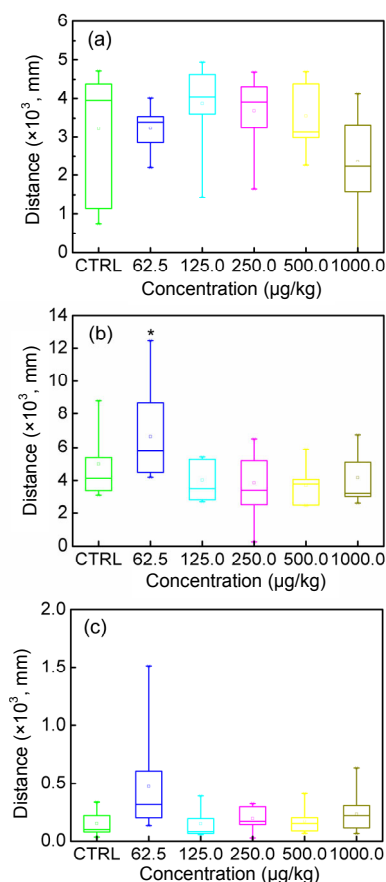 (a)
6
5
4
3
2
1
0
Distance (×10³, mm)
CTRL 62.5 125.0 250.0 500.0 1000.0
Concentration (µg/kg)
(b)
*
14
12
10
8
6
4
2
0
Distance (×10³, mm)
CTRL 62.5 125.0 250.0 500.0 1000.0
Concentration (µg/kg)
(c)
2.0
1.5
1.0
0.5
0
Distance (×10³, mm)
CTRL 62.5 125.0 250.0 500.0 1000.0
Concentration (µg/kg)